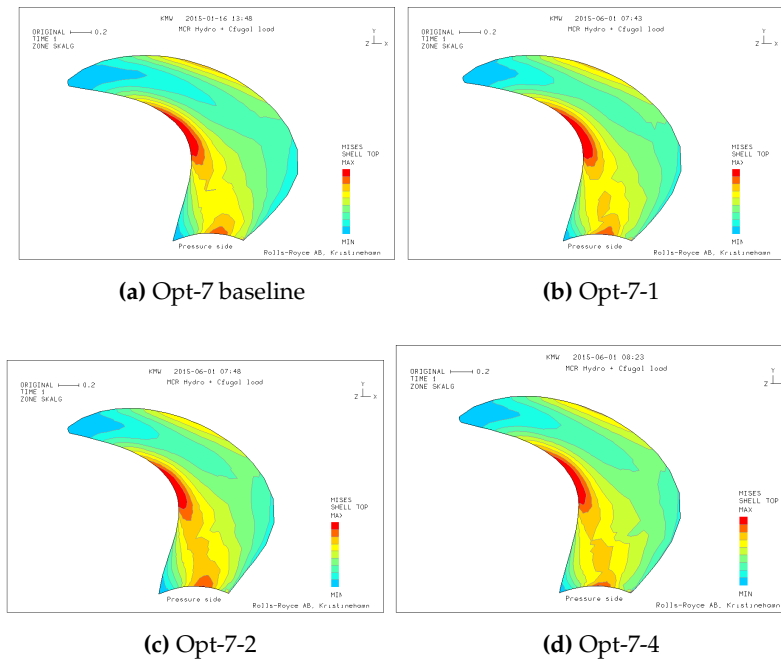 KMW 2015-01-16 13:48
MCR Hydro + Cfugal load
ORIGINAL 0.2
TIME 1
ZONE SKALG
Y
Z X
MISES
SHELL TOP
MAX
MIN
Pressure side
Rolls-Royce AB, Kristinehamn
(a) Opt-7 baseline
KMW 2015-06-01 07:43
MCR Hydro + Cfugal load
ORIGINAL 0.2
TIME 1
ZONE SKALG
Y
Z X
MISES
SHELL TOP
MAX
MIN
Pressure side
Rolls-Royce AB, Kristinehamn
(b) Opt-7-1
KMW 2015-06-01 07:48
MCR Hydro + Cfugal load
ORIGINAL 0.2
TIME 1
ZONE SKALG
Y
Z X
MISES
SHELL TOP
MAX
MIN
Pressure side
Rolls-Royce AB, Kristinehamn
(c) Opt-7-2
KMW 2015-06-01 08:23
MCR Hydro + Cfugal load
ORIGINAL 0.2
TIME 1
ZONE SKALG
Y
Z X
MISES
SHELL TOP
MAX
MIN
Pressure side
Rolls-Royce AB, Kristinehamn
(d) Opt-7-4